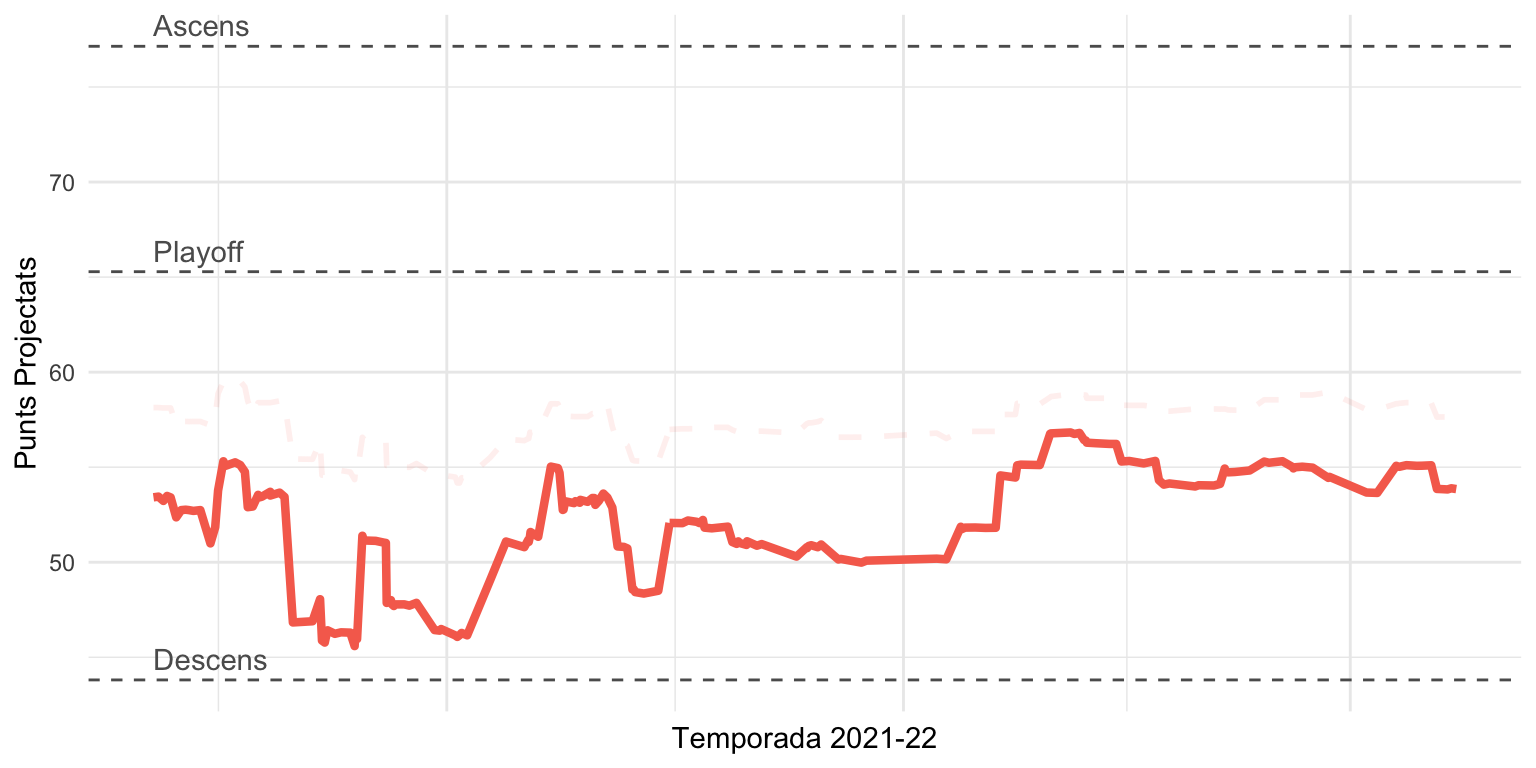 Ascens
70
Playoff
60
50
Descens
Punts Projectats
Temporada 2021-22